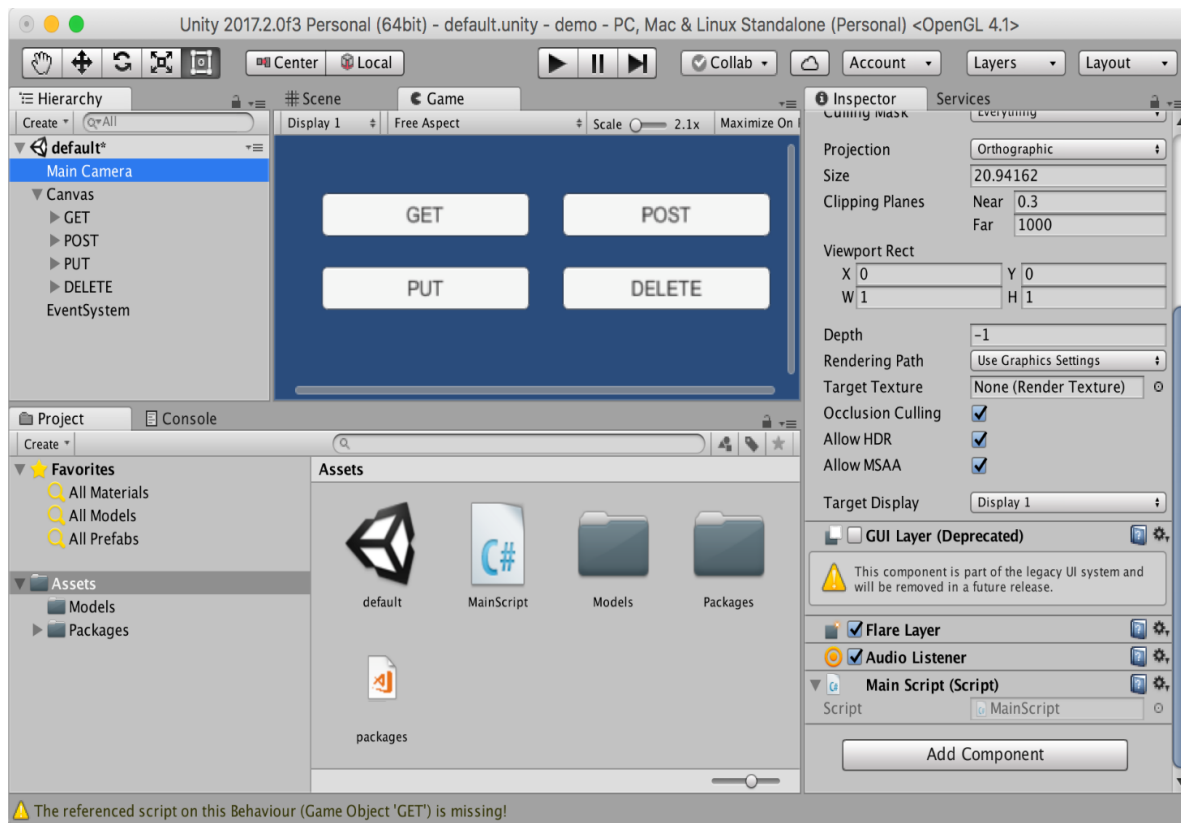 Unity 2017.2.0f3 Personal (64bit) - default.unity - demo - PC, Mac & Linux Standalone (Personal) <OpenGL 4.1>
Center Local Collab Account Layers Layout
Hierarchy
Create All
default*
Main Camera
Canvas
GET
POST
PUT
DELETE
EventSystem
Scene Game
Display 1 Free Aspect Scale 2.1x Maximize On
GET POST
PUT DELETE
Project Console
Create
Favorites
All Materials
All Models
All Prefabs
Assets
Models
Packages
Assets
default MainScript Models Packages
C#
packages
Inspector Services
Culling Mask Everything
Projection Orthographic
Size 20.94162
Clipping Planes Near 0.3
Far 1000
Viewport Rect
X 0 Y 0
W 1 H 1
Depth -1
Rendering Path Use Graphics Settings
Target Texture None (Render Texture)
Occlusion Culling
Allow HDR
Allow MSAA
Target Display Display 1
GUI Layer (Deprecated)
This component is part of the legacy UI system and
will be removed in a future release.
Flare Layer
Audio Listener
Main Script (Script)
Script MainScript
Add Component
The referenced script on this Behaviour (Game Object 'GET') is missing!